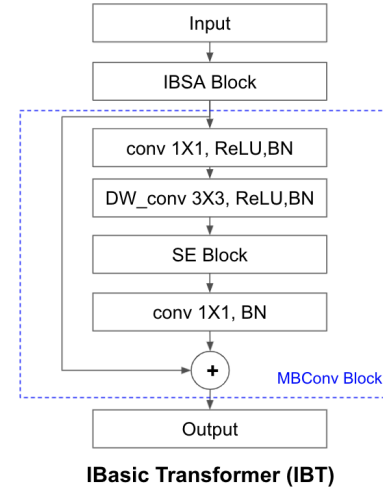 Input
IBSA Block
conv 1X1, ReLU,BN
DW_conv 3X3, ReLU,BN
SE Block
conv 1X1, BN
+
MBConv Block
Output
IBasic Transformer (IBT)